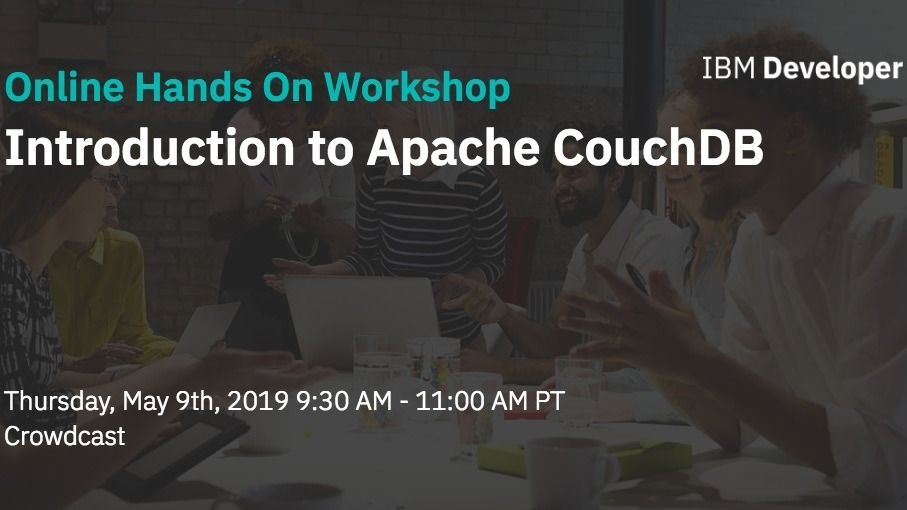 IBM Developer
Online Hands On Workshop
Introduction to Apache CouchDB
Thursday, May 9th, 2019 9:30 AM - 11:00 AM PT
Crowdcast